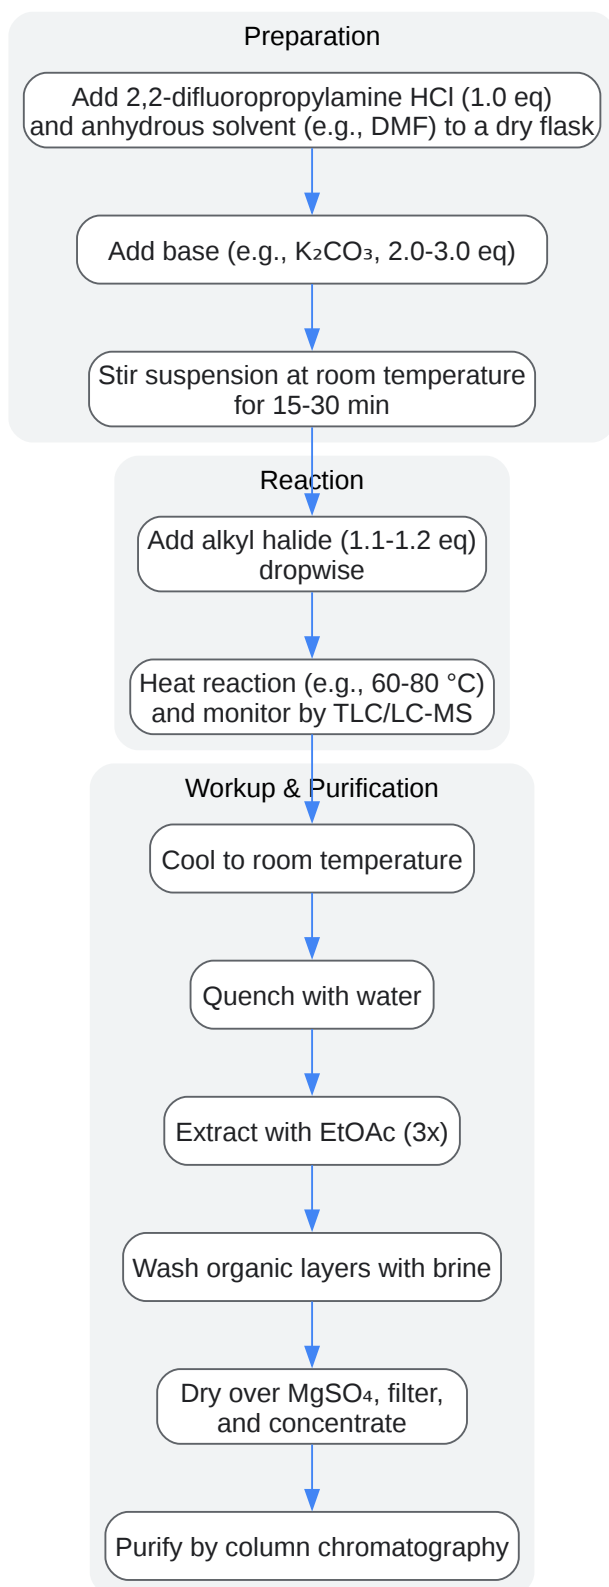 Preparation
Add 2,2-difluoropropylamine HCl (1.0 eq)
and anhydrous solvent (e.g., DMF) to a dry flask
Add base (e.g., K₂CO₃, 2.0-3.0 eq)
Stir suspension at room temperature
for 15-30 min
Reaction
Add alkyl halide (1.1-1.2 eq)
dropwise
Heat reaction (e.g., 60-80 °C)
and monitor by TLC/LC-MS
Workup & Purification
Cool to room temperature
Quench with water
Extract with EtOAc (3x)
Wash organic layers with brine
Dry over MgSO₄, filter,
and concentrate
Purify by column chromatography